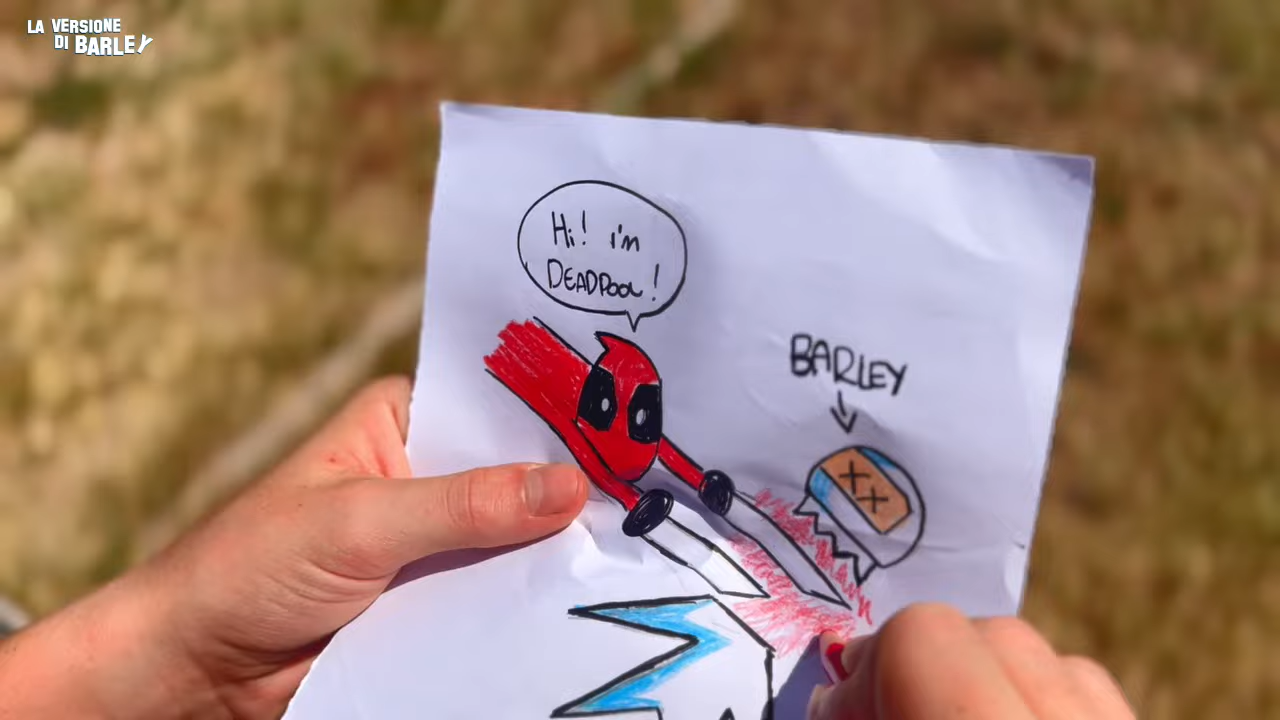 LA VERSIONE
DI BARLEY
Hi! i'm
DEADPOOL!
BARLEY